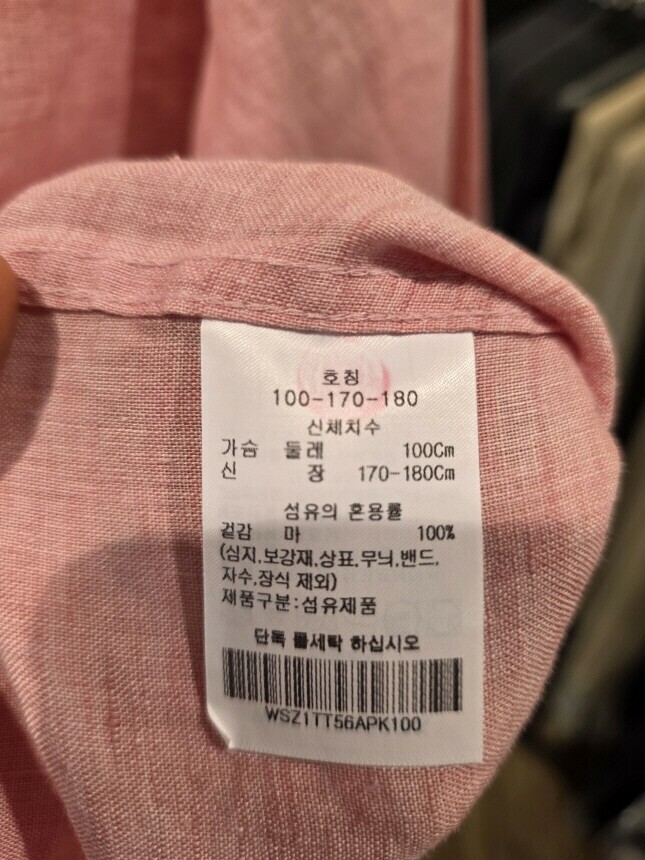 호칭
100-170-180
신체치수
가슴 둘레 100Cm
신 장 170-180Cm
섬유의 혼용률
겉감 마 100%
(심지,보강재,상표,무늬,밴드,
자수,장식 제외)
제품구분:섬유제품
단독 물세탁 하십시오
WSZ1TT56APK100